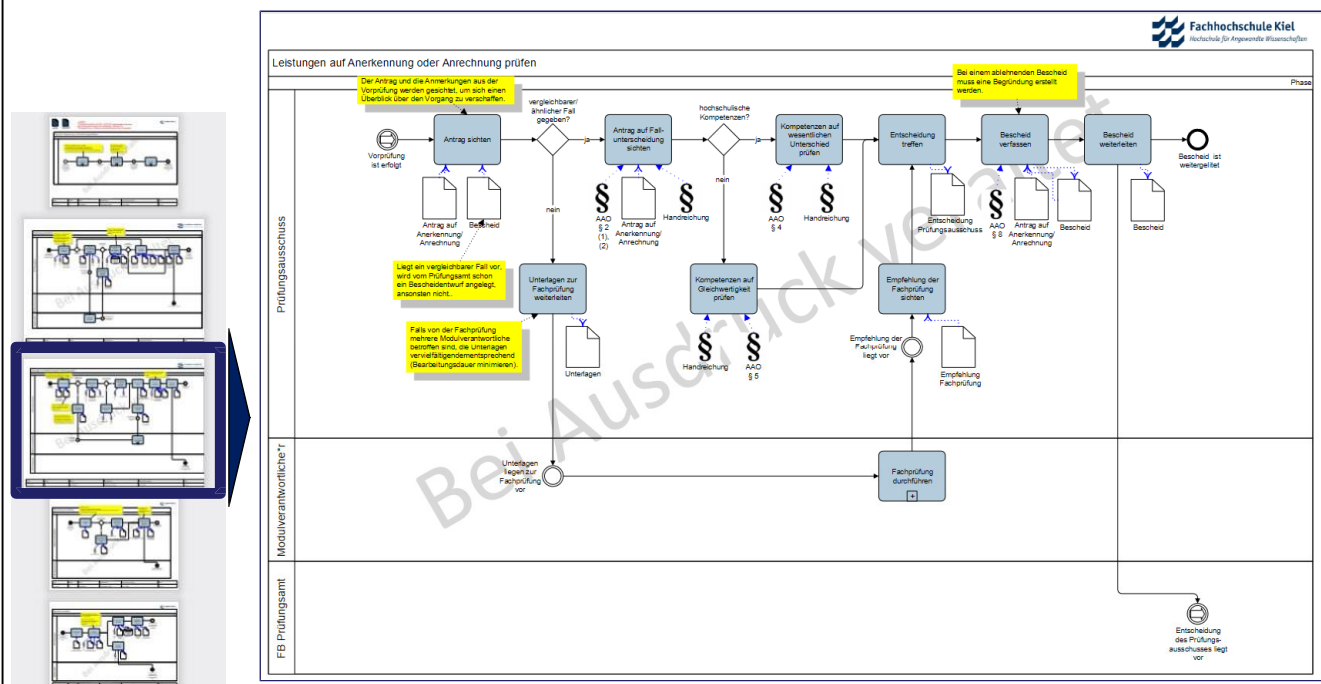 Fachhochschule Kiel
Hochschule für Angewandte Wissenschaften
Leistungen auf Anerkennung oder Anrechnung prüfen
Phase
Der Antrag und die Anmerkungen aus der
Vorprüfung werden gesichtet, um sich einen
Überblick über den Vorgang zu verschaffen.
Bei einem ablehnenden Bescheid
muss eine Begründung erstellt
werden.
Prüfungsausschuss
Vorprüfung
ist erfolgt
Antrag sichten
vergleichbarer/
ähnlicher Fall
gegeben?
ja
nein
Antrag auf Fall-
unterscheidung
sichten
hochschulische
Kompetenzen?
ja
nein
Kompetenzen auf
wesentlichen
Unterschied
prüfen
Entscheidung
treffen
Bescheid
verfassen
Bescheid
weiterleiten
Bescheid ist
weitergeleitet
Antrag auf
Anerkennung/
Anrechnung
Bescheid
§
AAO
§ 2
(1),
(2)
Antrag auf
Anerkennung/
Anrechnung
§
Handreichung
§
AAO
§ 4
§
Handreichung
Entscheidung
Prüfungsausschuss
§
AAO
§ 8
Antrag auf
Anerkennung/
Anrechnung
Bescheid
Bescheid
Liegt ein vergleichbarer Fall vor,
wird vom Prüfungsamt schon
ein Bescheidentwurf angelegt,
ansonsten nicht..
Unterlagen zur
Fachprüfung
weiterleiten
Kompetenzen auf
Gleichwertigkeit
prüfen
Empfehlung der
Fachprüfung
sichten
Falls von der Fachprüfung
mehrere Modulverantwortliche
betroffen sind, die Unterlagen
vervielfältigendementsprechend
(Bearbeitungsdauer minimieren).
Unterlagen
§
Handreichung
§
AAO
§ 5
Empfehlung der
Fachprüfung
liegt vor
Empfehlung
Fachprüfung
Modulverantwortliche*r
Unterlagen
liegen zur
Fachprüfung
vor
Fachprüfung
durchführen
FB Prüfungsamt
Entscheidung
des Prüfungs-
ausschusses liegt
vor
Bei Ausdruck veraltet